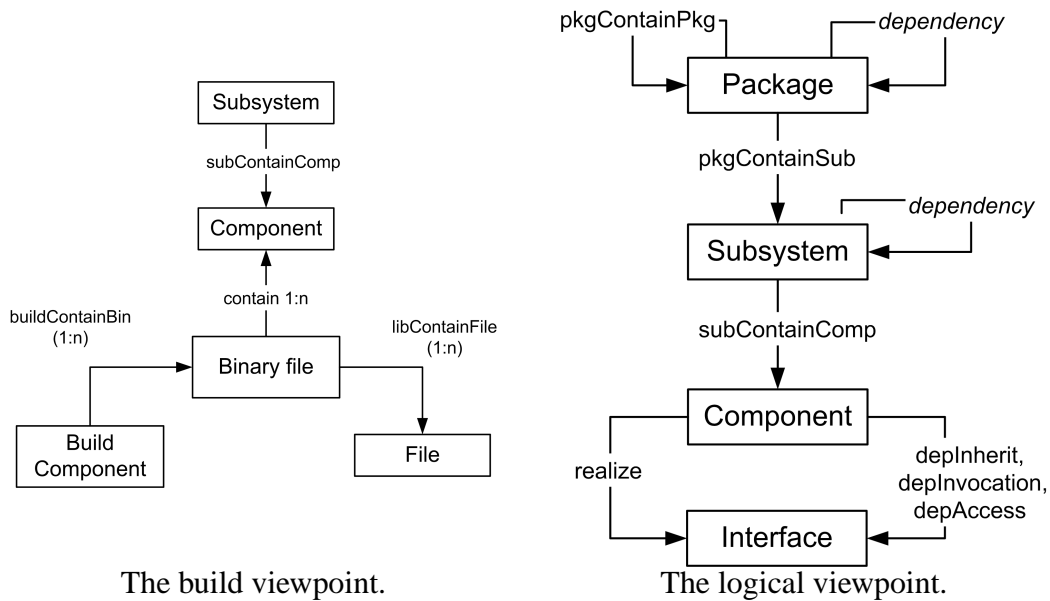 Subsystem
subContainComp
Component
contain 1:n
buildContainBin
(1:n)
libContainFile
(1:n)
Binary file
Build
Component
File
The build viewpoint.
pkgContainPkg
dependency
Package
pkgContainSub
dependency
Subsystem
subContainComp
Component
realize
depInherit,
depInvocation,
depAccess
Interface
The logical viewpoint.